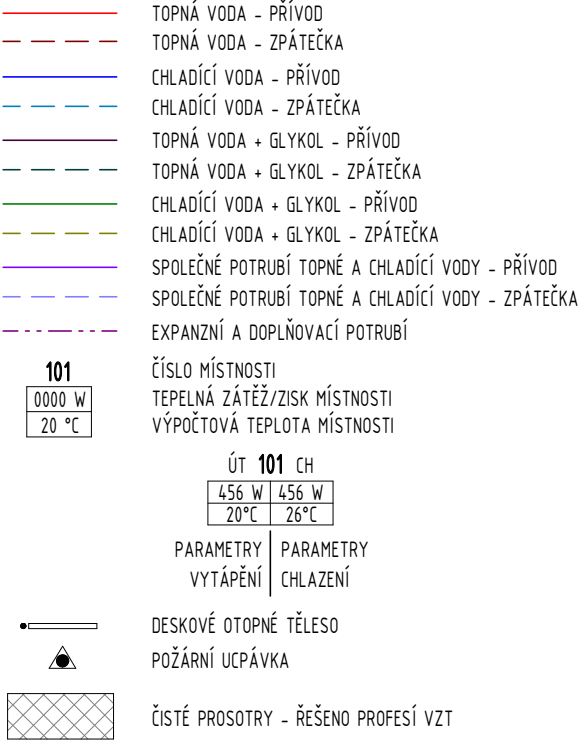 TOPNÁ VODA - PŘÍVOD
TOPNÁ VODA - ZPÁTEČKA
CHLADÍCÍ VODA - PŘÍVOD
CHLADÍCÍ VODA - ZPÁTEČKA
TOPNÁ VODA + GLYKOL - PŘÍVOD
TOPNÁ VODA + GLYKOL - ZPÁTEČKA
CHLADÍCÍ VODA + GLYKOL - PŘÍVOD
CHLADÍCÍ VODA + GLYKOL - ZPÁTEČKA
SPOLEČNÉ POTRUBÍ TOPNÉ A CHLADÍCÍ VODY - PŘÍVOD
SPOLEČNÉ POTRUBÍ TOPNÉ A CHLADÍCÍ VODY - ZPÁTEČKA
EXPANZNÍ A DOPLŇOVACÍ POTRUBÍ
101 ČÍSLO MÍSTNOSTI
0000 W TEPELNÁ ZÁTĚŽ/ZISK MÍSTNOSTI
20 °C VÝPOČTOVÁ TEPLOTA MÍSTNOSTI
ÚT 101 CH
456 W 456 W
20°C 26°C
PARAMETRY PARAMETRY
VYTÁPĚNÍ CHLAZENÍ
DESKOVÉ OTOPNÉ TĚLESO
POŽÁRNÍ UCPÁVKA
ČISTÉ PROSOTRY - ŘEŠENO PROFESÍ VZT